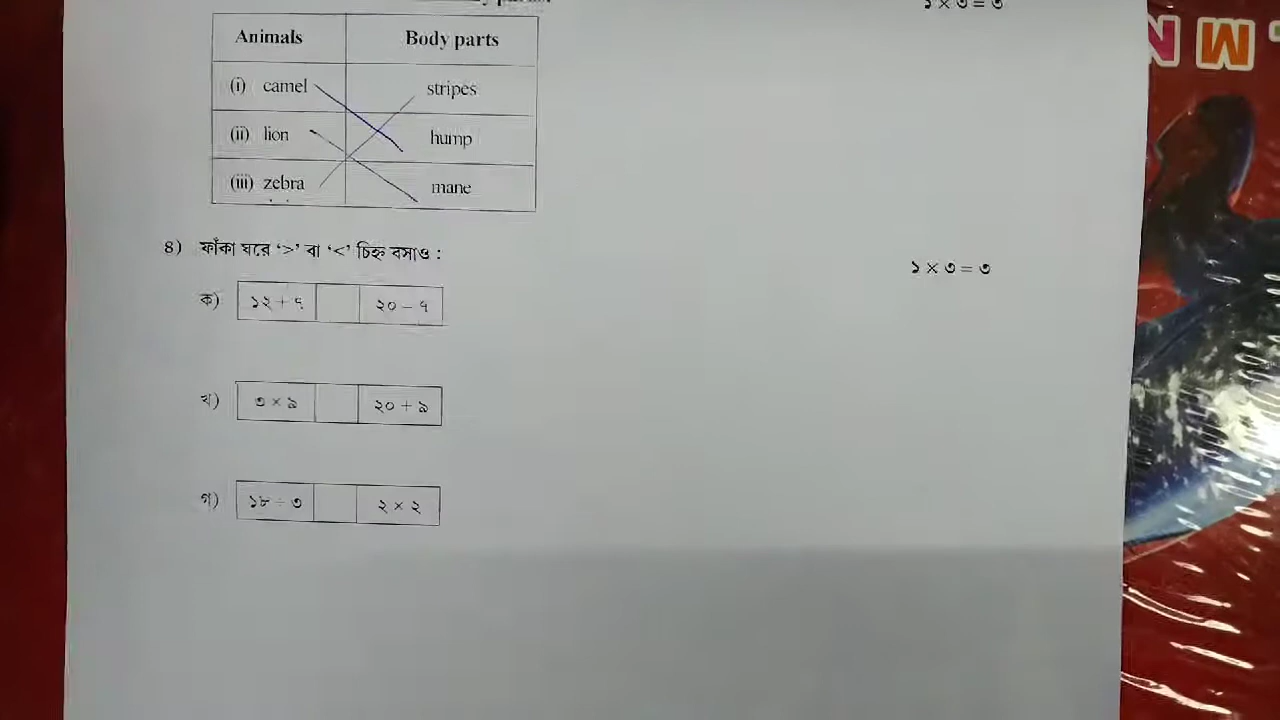 ১ × ৩ = ৩
Animals Body parts
(i) camel stripes
(ii) lion hump
(iii) zebra mane
8) ফাঁকা ঘরে ‘>’ বা ‘<’ চিহ্ন বসাও :
১ × ৩ = ৩
ক) ১২ + ৭ ২০ – ৭
খ) ৩ × ৯ ২০ + ৯
গ) ১৮ ÷ ৩ ২ × ২